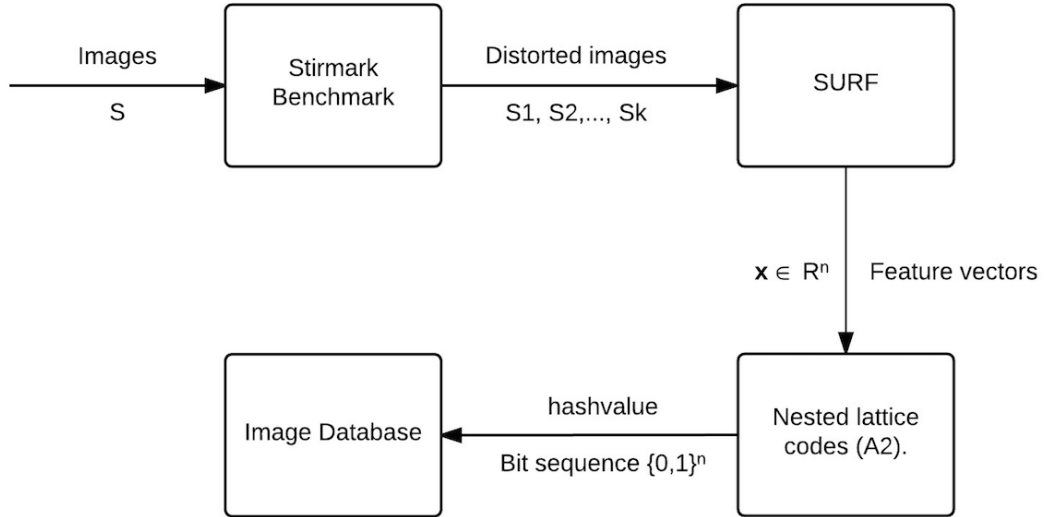 Images
S
Stirmark
Benchmark
Distorted images
S1, S2,..., Sk
SURF
x ∈ Rⁿ
Feature vectors
Nested lattice
codes (A2).
hashvalue
Bit sequence {0,1}ⁿ
Image Database